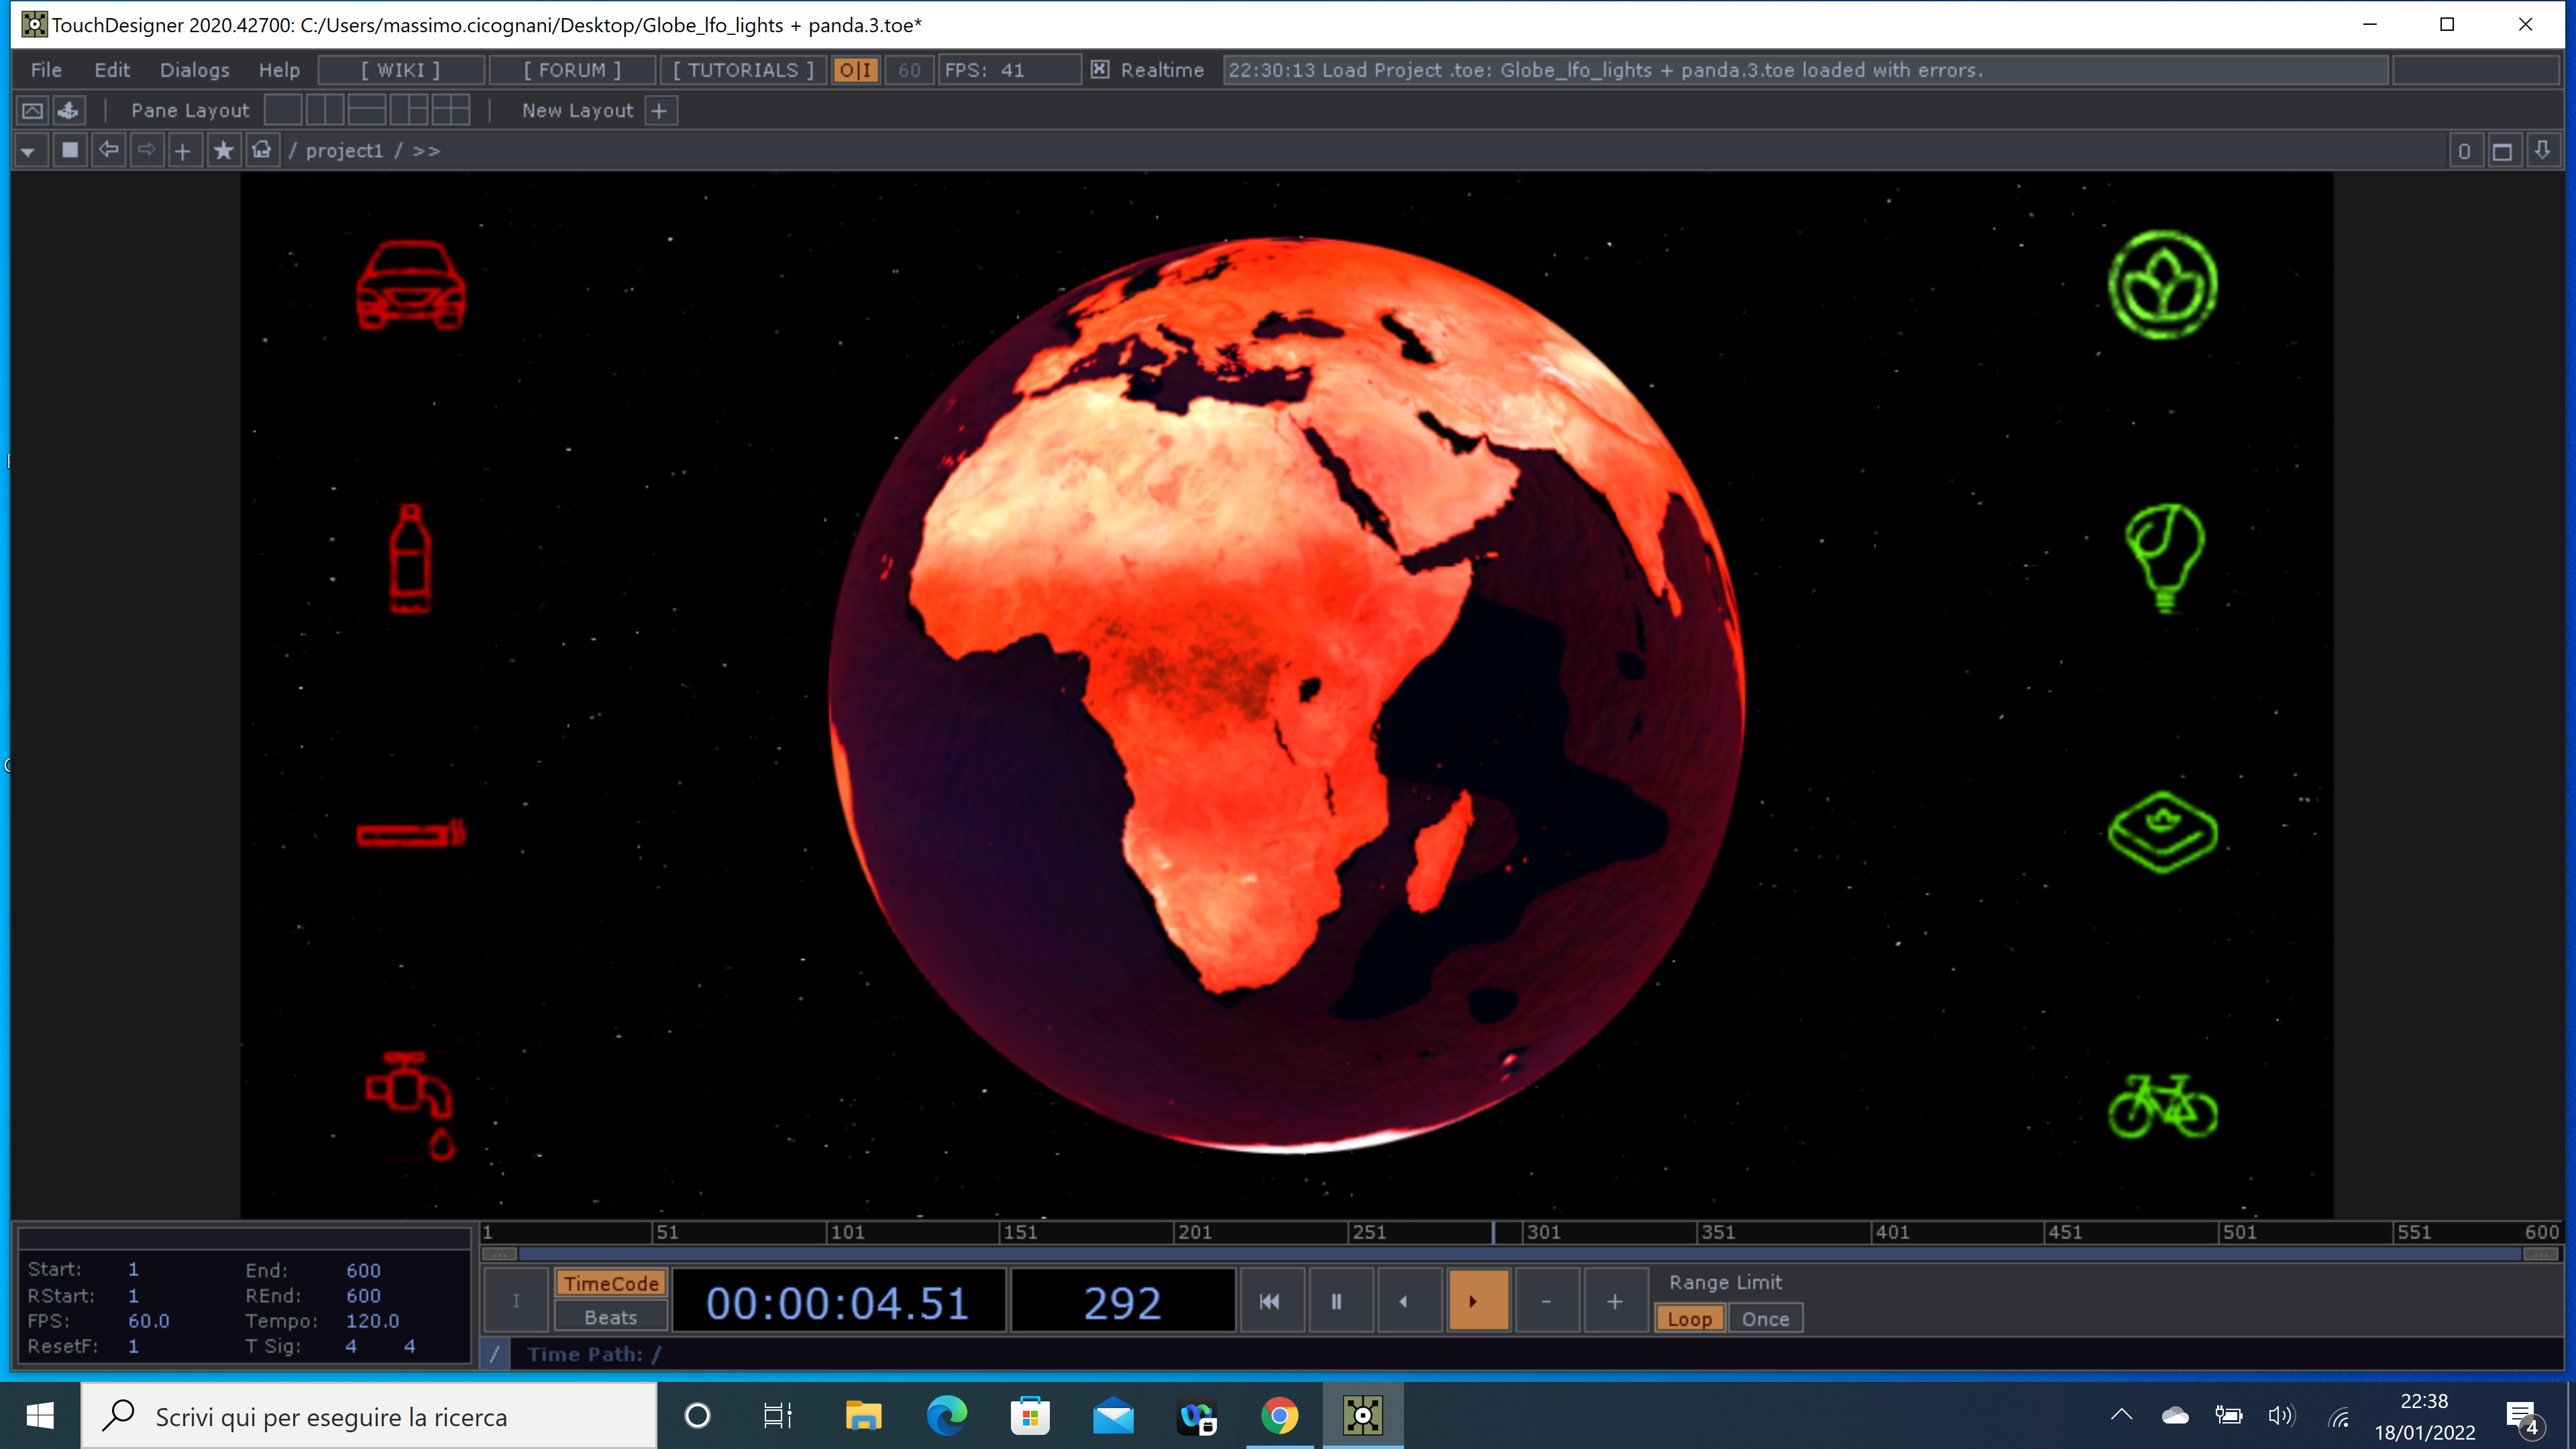 TouchDesigner 2020.42700: C:/Users/massimo.cicognani/Desktop/Globe_lfo_lights + panda.3.toe*
File Edit Dialogs Help [ WIKI ] [ FORUM ] [ TUTORIALS ] O|I 60 FPS: 41 Realtime 22:30:13 Load Project .toe: Globe_lfo_lights + panda.3.toe loaded with errors.
Pane Layout New Layout +
/ project1 / >> 0
1 51 101 151 201 251 301 351 401 451 501 551 600
Start: 1 End: 600
RStart: 1 REnd: 600
FPS: 60.0 Tempo: 120.0
ResetF: 1 T Sig: 4 4
I TimeCode 00:00:04.51 292 - + Range Limit
Beats Loop Once
/ Time Path: /
Scrivi qui per eseguire la ricerca
22:38
18/01/2022
4